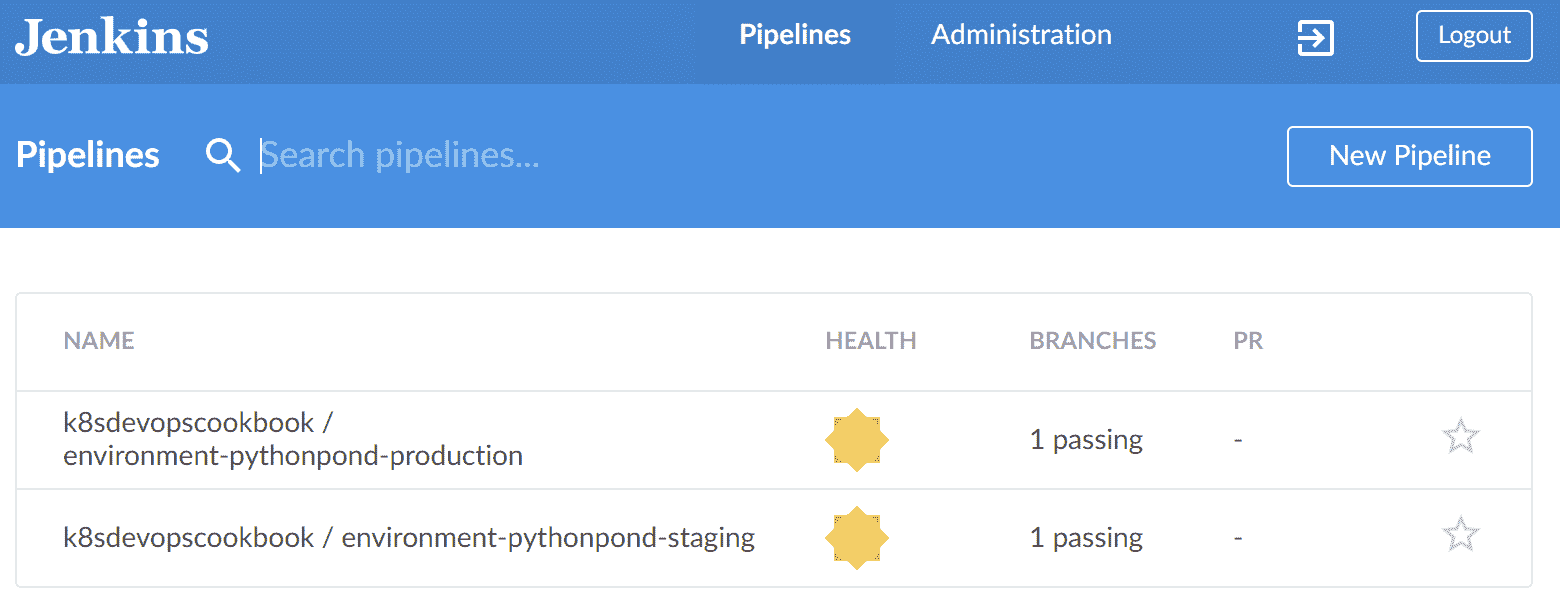 Jenkins
Pipelines
Administration
Logout
Pipelines
Search pipelines...
New Pipeline
NAME HEALTH BRANCHES PR
k8sdevopscookbook /
environment-pythonpond-production
1 passing -
k8sdevopscookbook / environment-pythonpond-staging 1 passing -